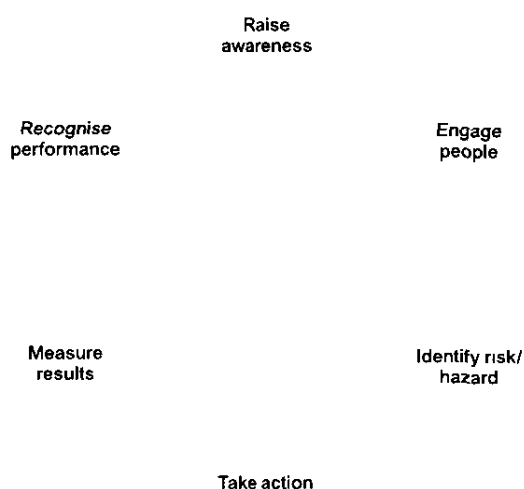 Raise
awareness
Recognise
performance
Engage
people
Measure
results
Identify risk/
hazard
Take action